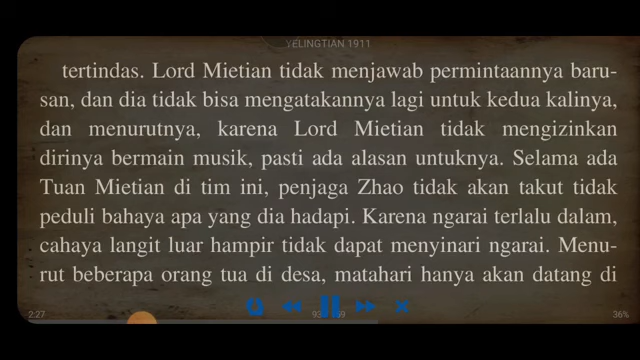 YELINGTIAN 1911
tertindas. Lord Mietian tidak menjawab permintaannya baru-
san, dan dia tidak bisa mengatakannya lagi untuk kedua kalinya,
dan menurutnya, karena Lord Mietian tidak mengizinkan
dirinya bermain musik, pasti ada alasan untuknya. Selama ada
Tuan Mietian di tim ini, penjaga Zhao tidak akan takut tidak
peduli bahaya apa yang dia hadapi. Karena ngarai terlalu dalam,
cahaya langit luar hampir tidak dapat menyinari ngarai. Menu-
rut beberapa orang tua di desa, matahari hanya akan datang di
2:27 36%